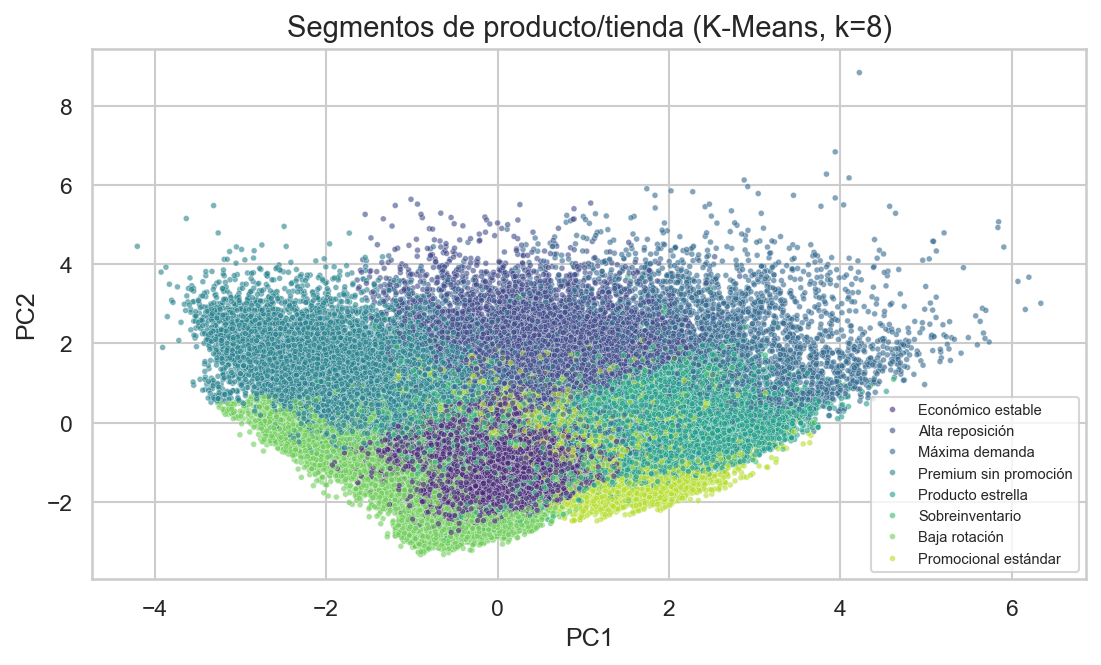 Segmentos de producto/tienda (K-Means, k=8)
8
6
4
2
0
−2
PC2
−4
−2
0
2
4
6
PC1
Económico estable
Alta reposición
Máxima demanda
Premium sin promoción
Producto estrella
Sobreinventario
Baja rotación
Promocional estándar